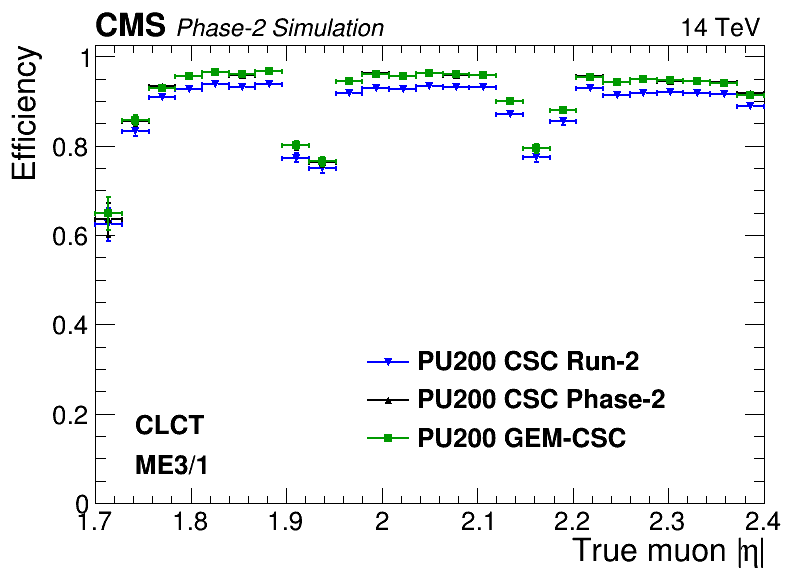 CMS Phase-2 Simulation 14 TeV
Efficiency
1
0.8
0.6
0.4
0.2
0
PU200 CSC Run-2
PU200 CSC Phase-2
PU200 GEM-CSC
CLCT
ME3/1
1.7 1.8 1.9 2 2.1 2.2 2.3 2.4
True muon |η|